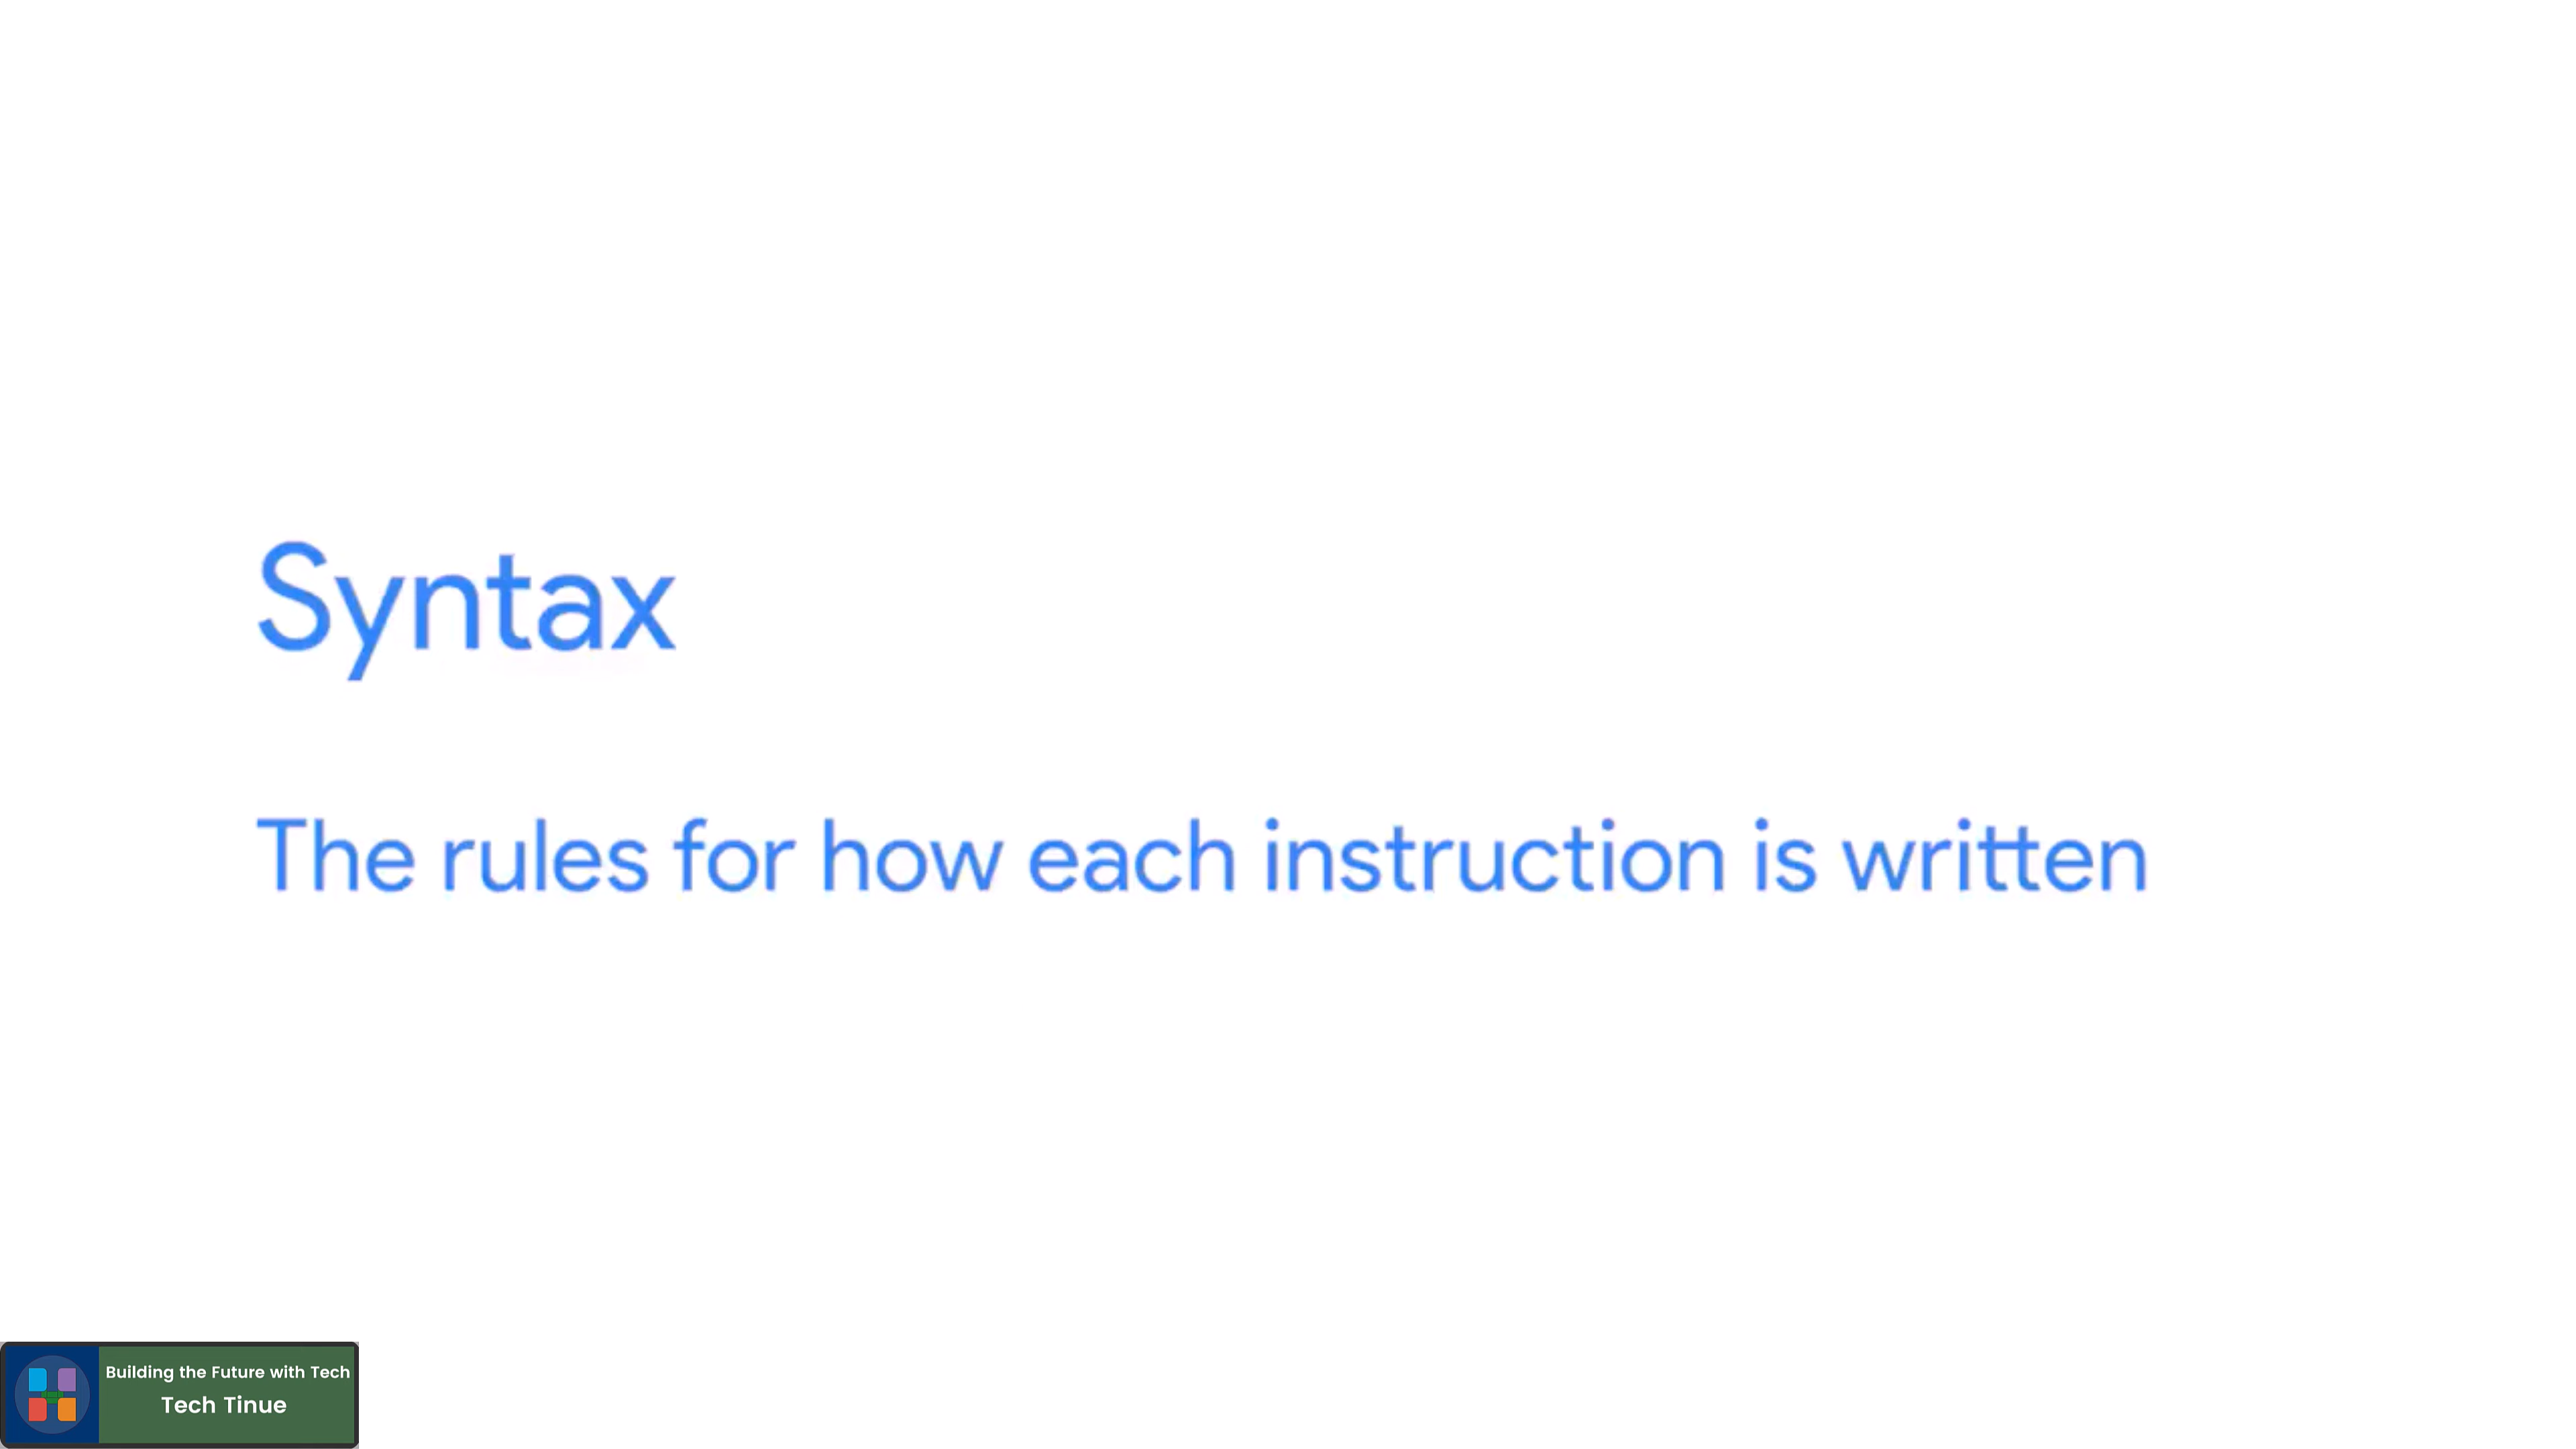 Syntax
The rules for how each instruction is written
Building the Future with Tech
Tech Tinue